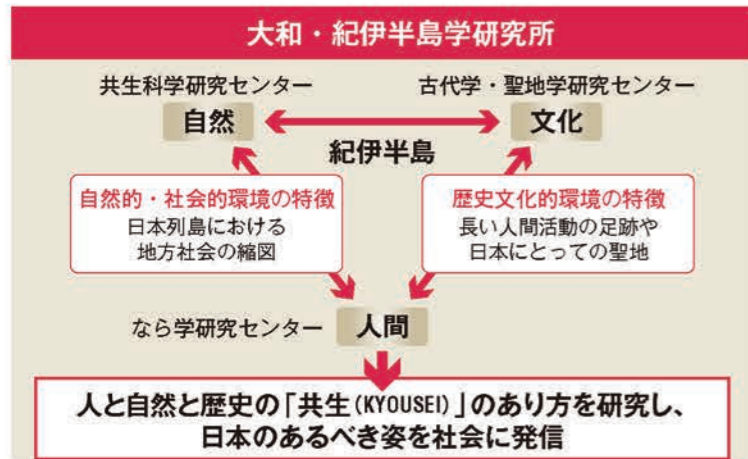 大和・紀伊半島学研究所
共生科学研究センター
古代学・聖地学研究センター
自然
文化
紀伊半島
自然的・社会的環境の特徴
日本列島における
地方社会の縮図
歴史文化的環境の特徴
長い人間活動の足跡や
日本にとっての聖地
なら学研究センター
人間
人と自然と歴史の「共生(KYOUSEI)」のあり方を研究し、
日本のあるべき姿を社会に発信